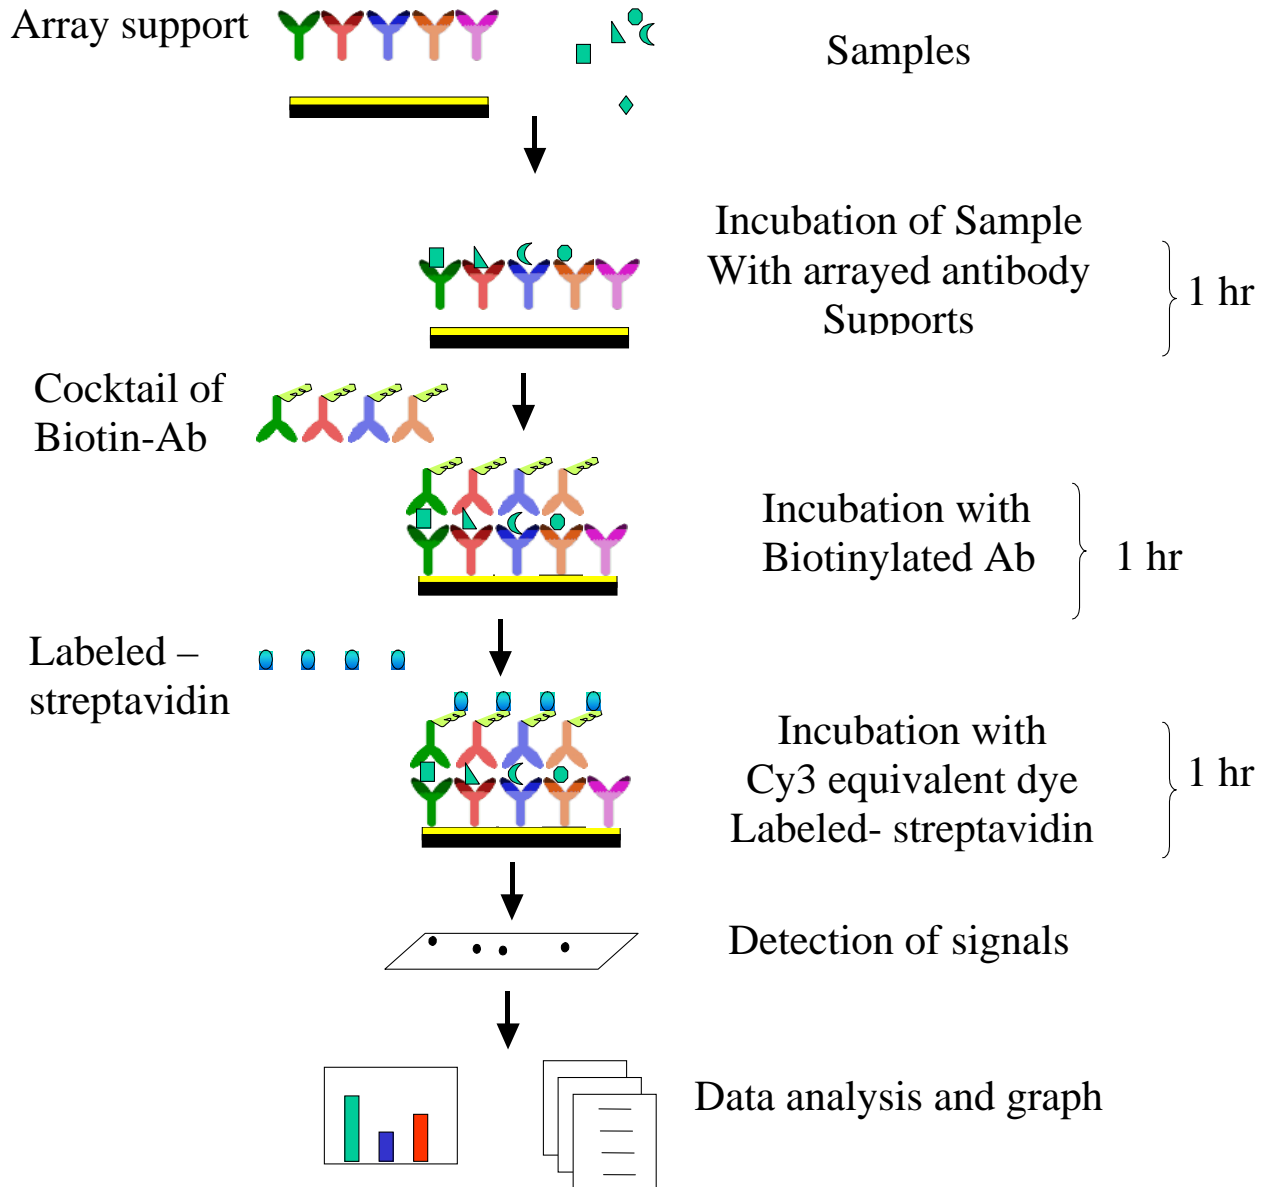 Array support
Samples
Incubation of Sample
With arrayed antibody
Supports
1 hr
Cocktail of
Biotin-Ab
Incubation with
Biotinylated Ab
1 hr
Labeled –
streptavidin
Incubation with
Cy3 equivalent dye
Labeled- streptavidin
1 hr
Detection of signals
Data analysis and graph